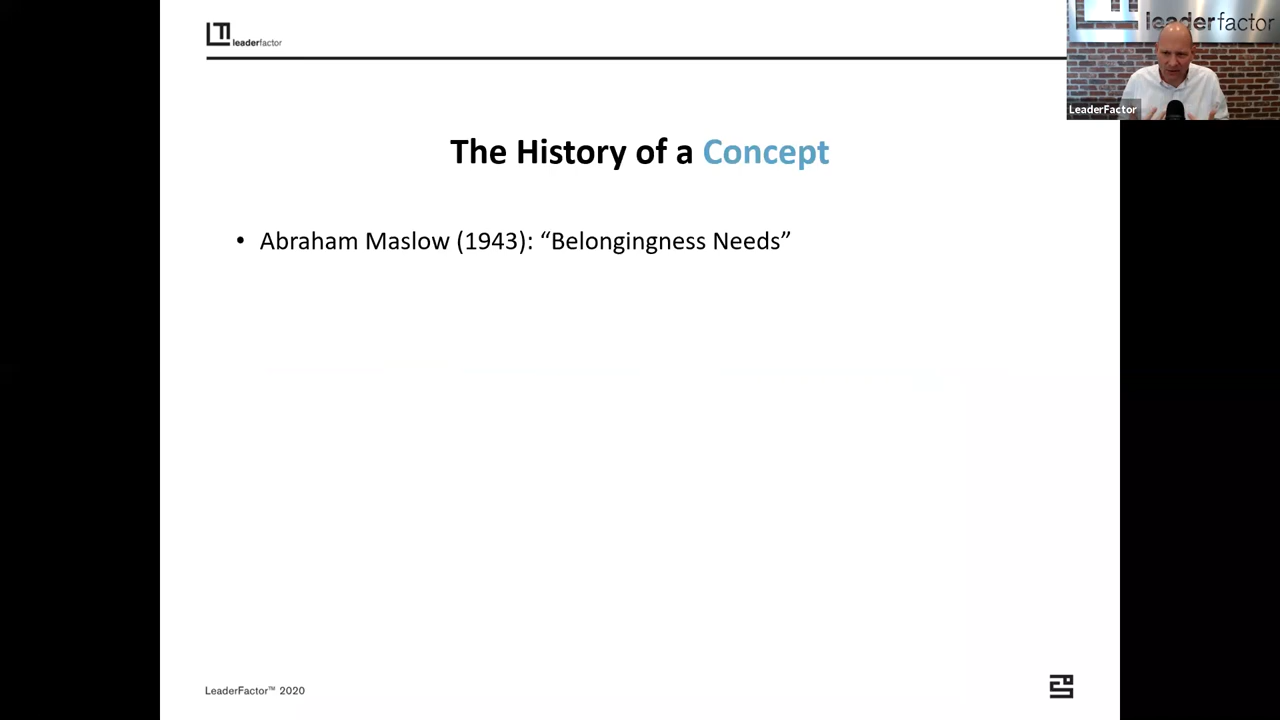 leaderfactor
leaderfactor
LeaderFactor
The History of a Concept
• Abraham Maslow (1943): “Belongingness Needs”
LeaderFactor™ 2020